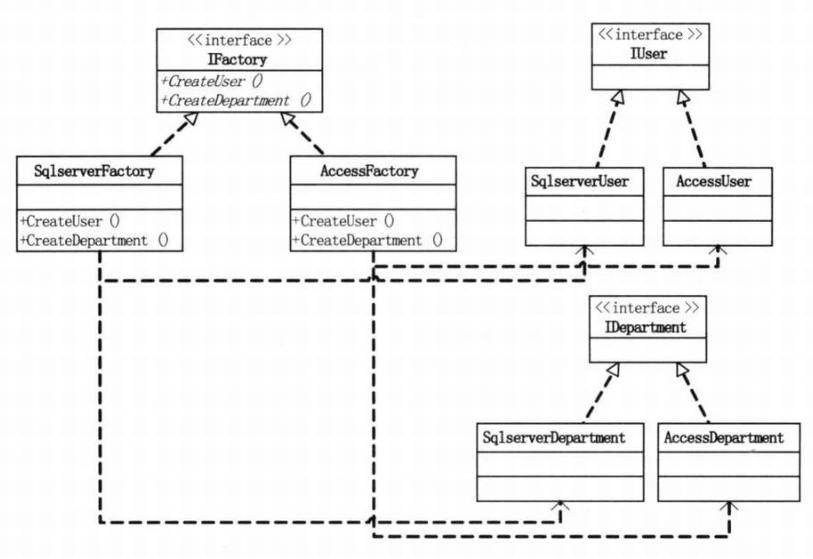 <<interface >>
IFactory
+CreateUser ()
+CreateDepartment ()
<<interface >>
IUser
SqlserverFactory
+CreateUser ()
+CreateDepartment ()
AccessFactory
+CreateUser ()
+CreateDepartment ()
SqlserverUser
AccessUser
<<interface >>
IDepartment
SqlserverDepartment
AccessDepartment